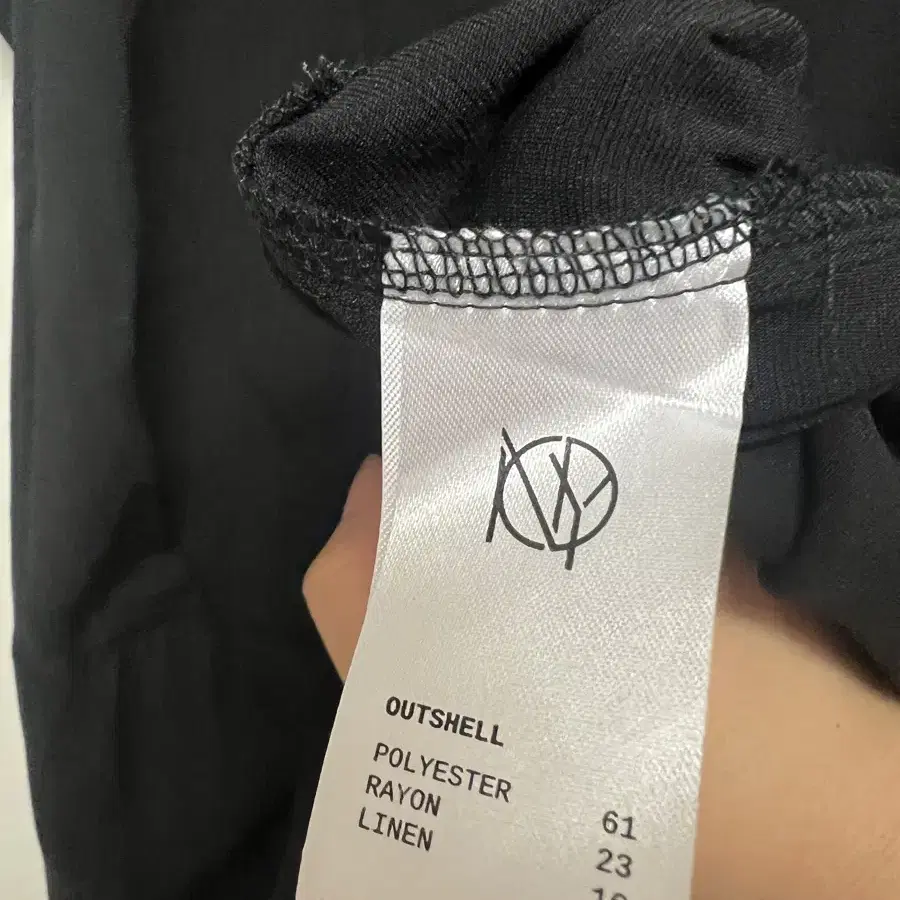 OUTSHELL
POLYESTER 61
RAYON 23
LINEN